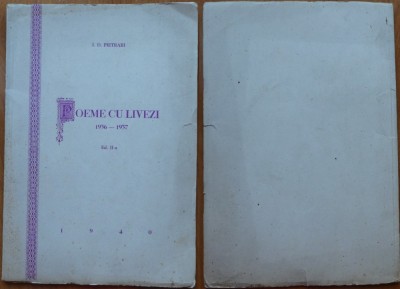 POEME CU LIVEZI
1936 — 1937
Vol. II-a
1 9 4 0